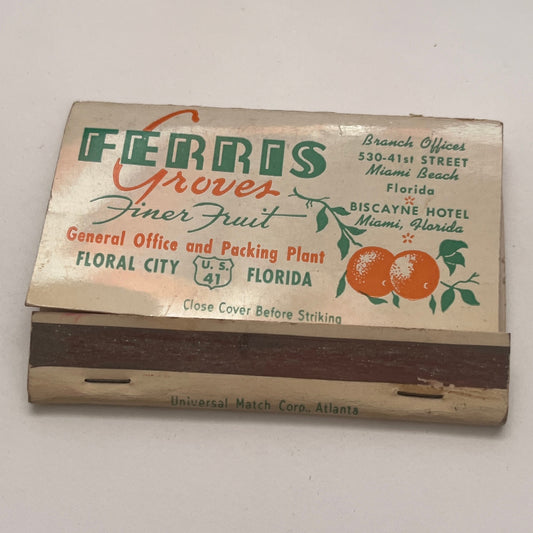 FERRIS
Groves
Finer Fruit
General Office and Packing Plant
FLORAL CITY U.S. 41 FLORIDA
Branch Offices
530-41st STREET
Miami Beach
Florida
BISCAYNE HOTEL
Miami, Florida
Close Cover Before Striking
Universal Match Corp., Atlanta